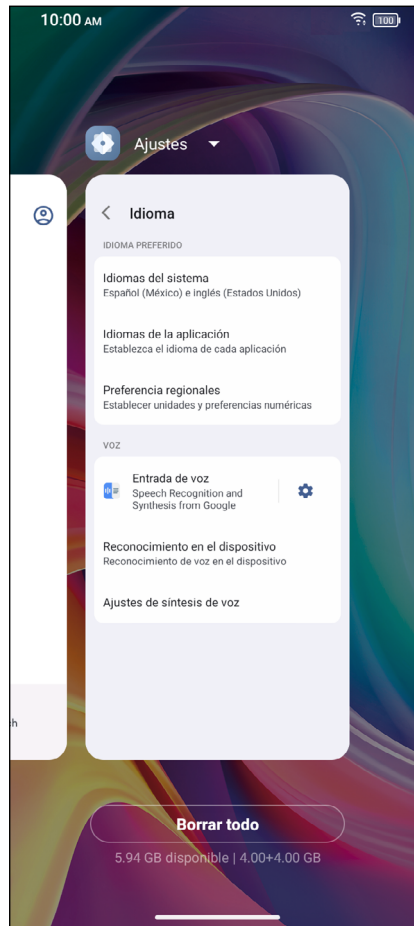 10:00 AM
100
Ajustes
Idioma
IDIOMA PREFERIDO
Idiomas del sistema
Español (México) e inglés (Estados Unidos)
Idiomas de la aplicación
Establezca el idioma de cada aplicación
Preferencia regionales
Establecer unidades y preferencias numéricas
VOZ
Entrada de voz
Speech Recognition and
Synthesis from Google
Reconocimiento en el dispositivo
Reconocimiento de voz en el dispositivo
Ajustes de síntesis de voz
Borrar todo
5.94 GB disponible | 4.00+4.00 GB